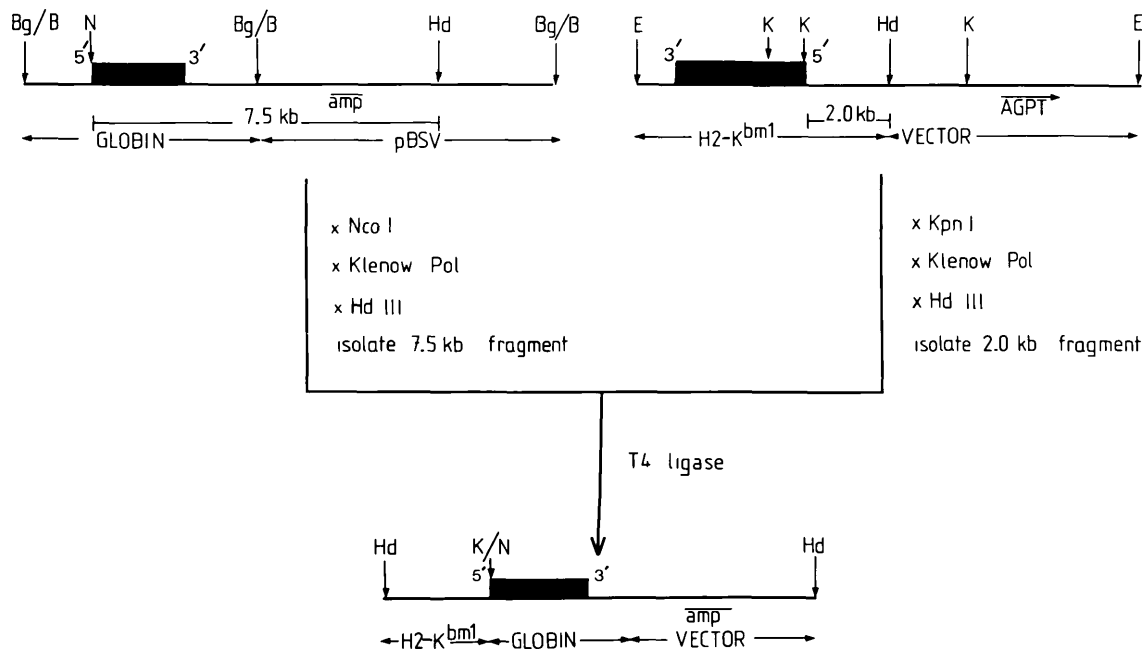 Bg/B N Bg/B Hd Bg/B
5′ 3′
amp
7.5 kb
GLOBIN pBSV
E K K Hd K E
3′ 5′
AGPT
2.0 kb
H2-K^bm1 VECTOR
x Nco I
x Klenow Pol
x Hd III
isolate 7.5 kb fragment
x Kpn I
x Klenow Pol
x Hd III
isolate 2.0 kb fragment
T4 ligase
Hd K/N Hd
5′ 3′
amp
H2-K^bm1 GLOBIN VECTOR